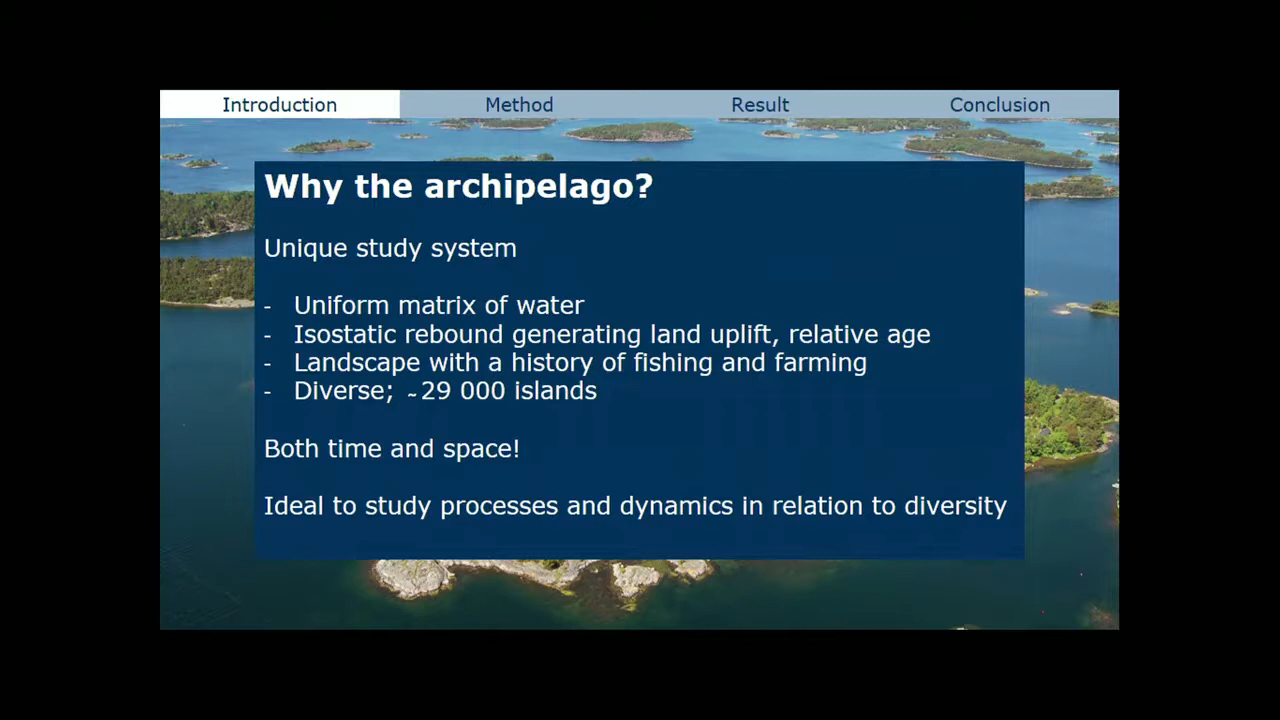 Introduction Method Result Conclusion
Why the archipelago?
Unique study system
- Uniform matrix of water
- Isostatic rebound generating land uplift, relative age
- Landscape with a history of fishing and farming
- Diverse; ~29 000 islands
Both time and space!
Ideal to study processes and dynamics in relation to diversity